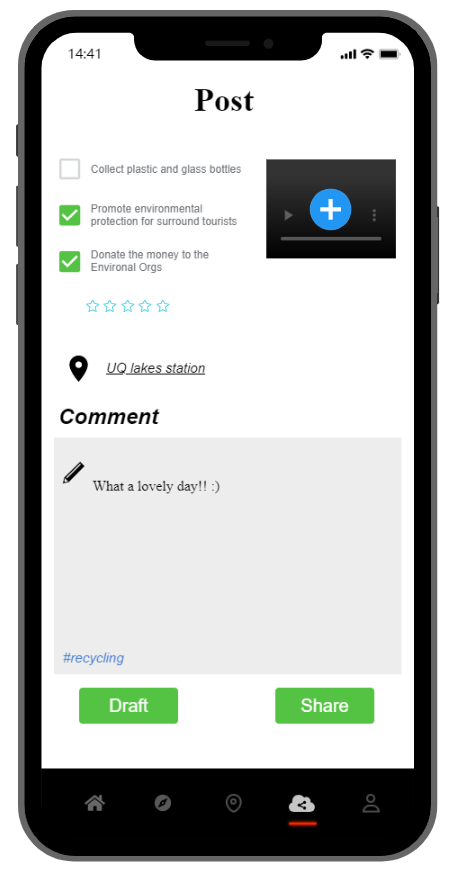 14:41
Post
Collect plastic and glass bottles
Promote environmental
protection for surround tourists
Donate the money to the
Environal Orgs
UQ lakes station
Comment
What a lovely day!! :)
#recycling
Draft
Share